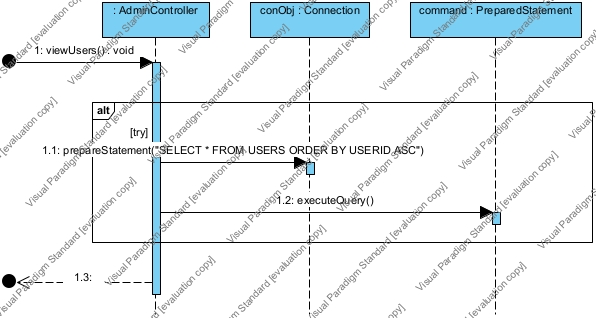 : AdminController
conObj : Connection
command : PreparedStatement
1: viewUsers() : void
alt
[try]
1.1: prepareStatement("SELECT * FROM USERS ORDER BY USERID ASC")
1.2: executeQuery()
1.3:
Visual Paradigm Standard [evaluation copy]